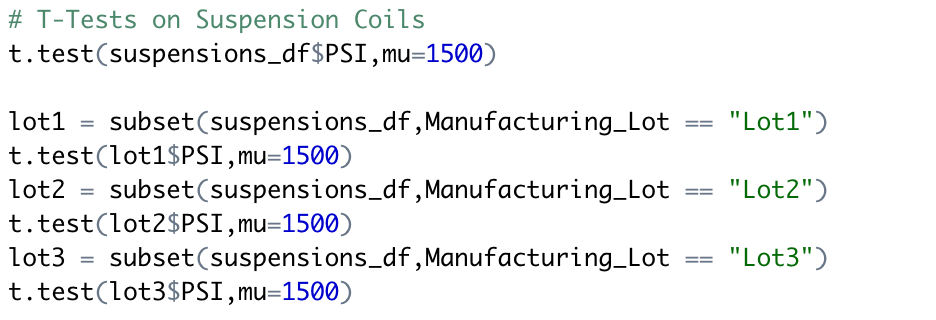 # T-Tests on Suspension Coils
t.test(suspensions_df$PSI,mu=1500)
lot1 = subset(suspensions_df,Manufacturing_Lot == "Lot1")
t.test(lot1$PSI,mu=1500)
lot2 = subset(suspensions_df,Manufacturing_Lot == "Lot2")
t.test(lot2$PSI,mu=1500)
lot3 = subset(suspensions_df,Manufacturing_Lot == "Lot3")
t.test(lot3$PSI,mu=1500)